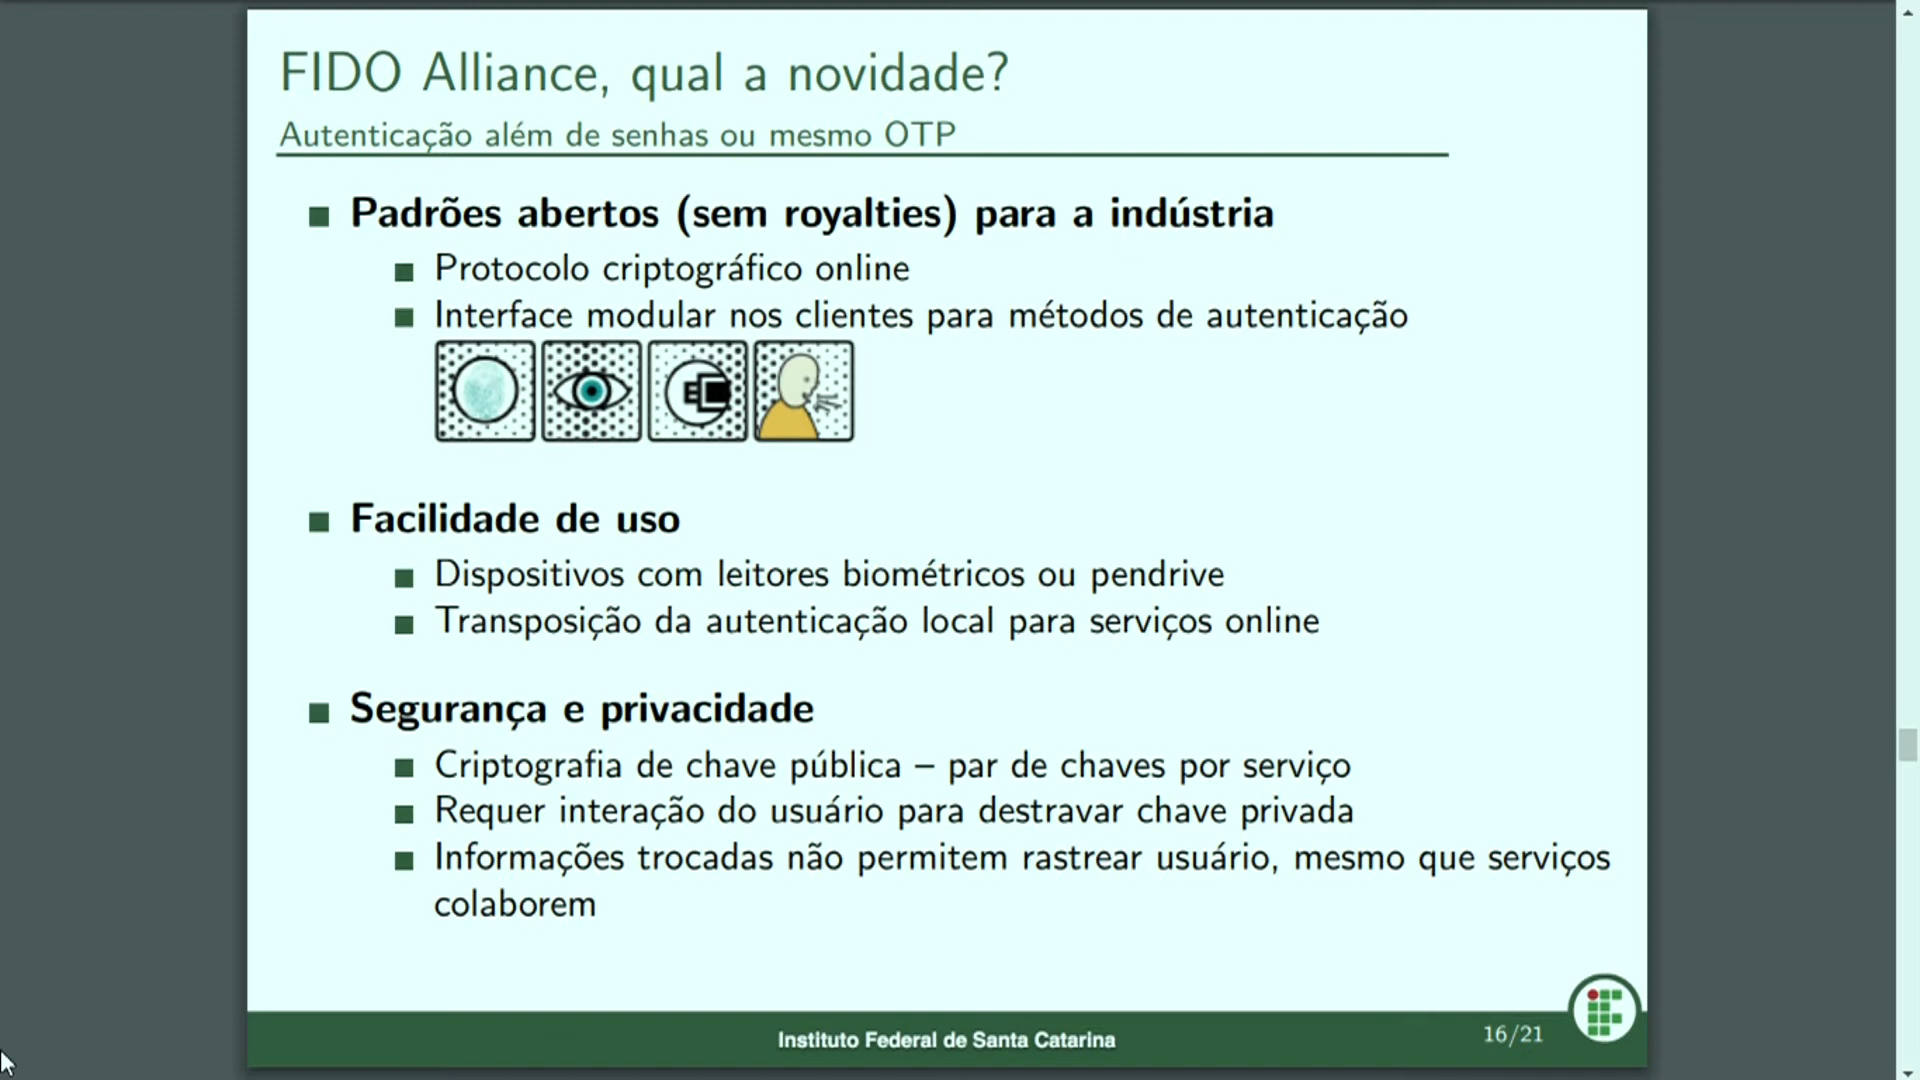 FIDO Alliance, qual a novidade?
Autenticação além de senhas ou mesmo OTP
Padrões abertos (sem royalties) para a indústria
Protocolo criptográfico online
Interface modular nos clientes para métodos de autenticação
Facilidade de uso
Dispositivos com leitores biométricos ou pendrive
Transposição da autenticação local para serviços online
Segurança e privacidade
Criptografia de chave pública – par de chaves por serviço
Requer interação do usuário para destravar chave privada
Informações trocadas não permitem rastrear usuário, mesmo que serviços
colaborem
Instituto Federal de Santa Catarina
16/21